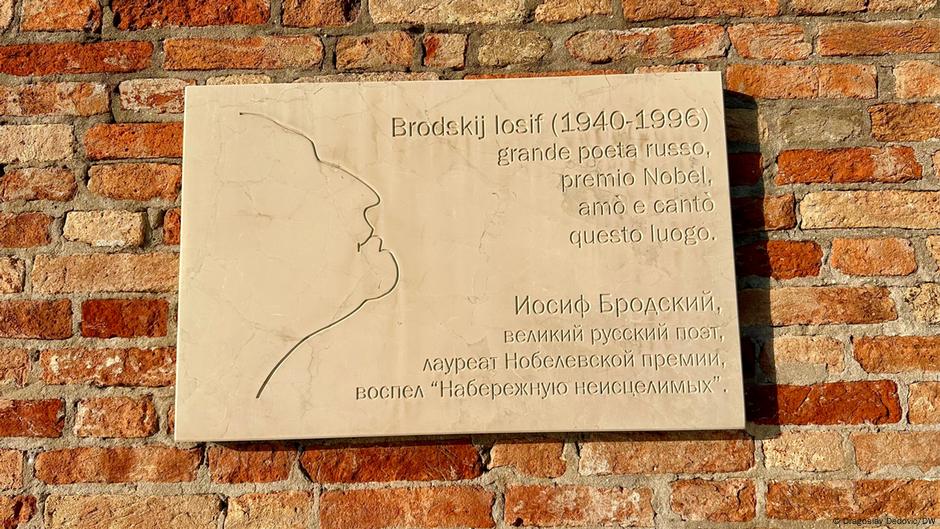 Brodskij Iosif (1940-1996)
grande poeta russo,
premio Nobel,
amò e cantò
questo luogo.
Иосиф Бродский,
великий русский поэт,
лауреат Нобелевской премии,
воспел “Набережную неисцелимых”.
© Dragoslav Dedović/DW